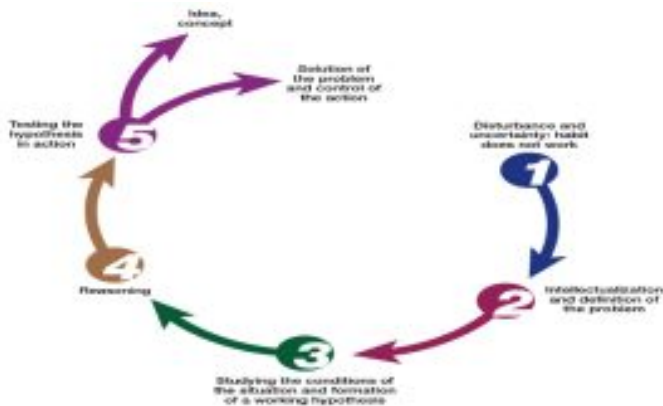 Idea,
concept
Solution of
the problem
and control of
the action
Testing the
hypothesis
in action
5
Disturbance and
uncertainty: habit
does not work
1
4
Reasoning
2
Intellectualization
and definition of
the problem
3
Studying the conditions of
the situation and formation
of a working hypothesis